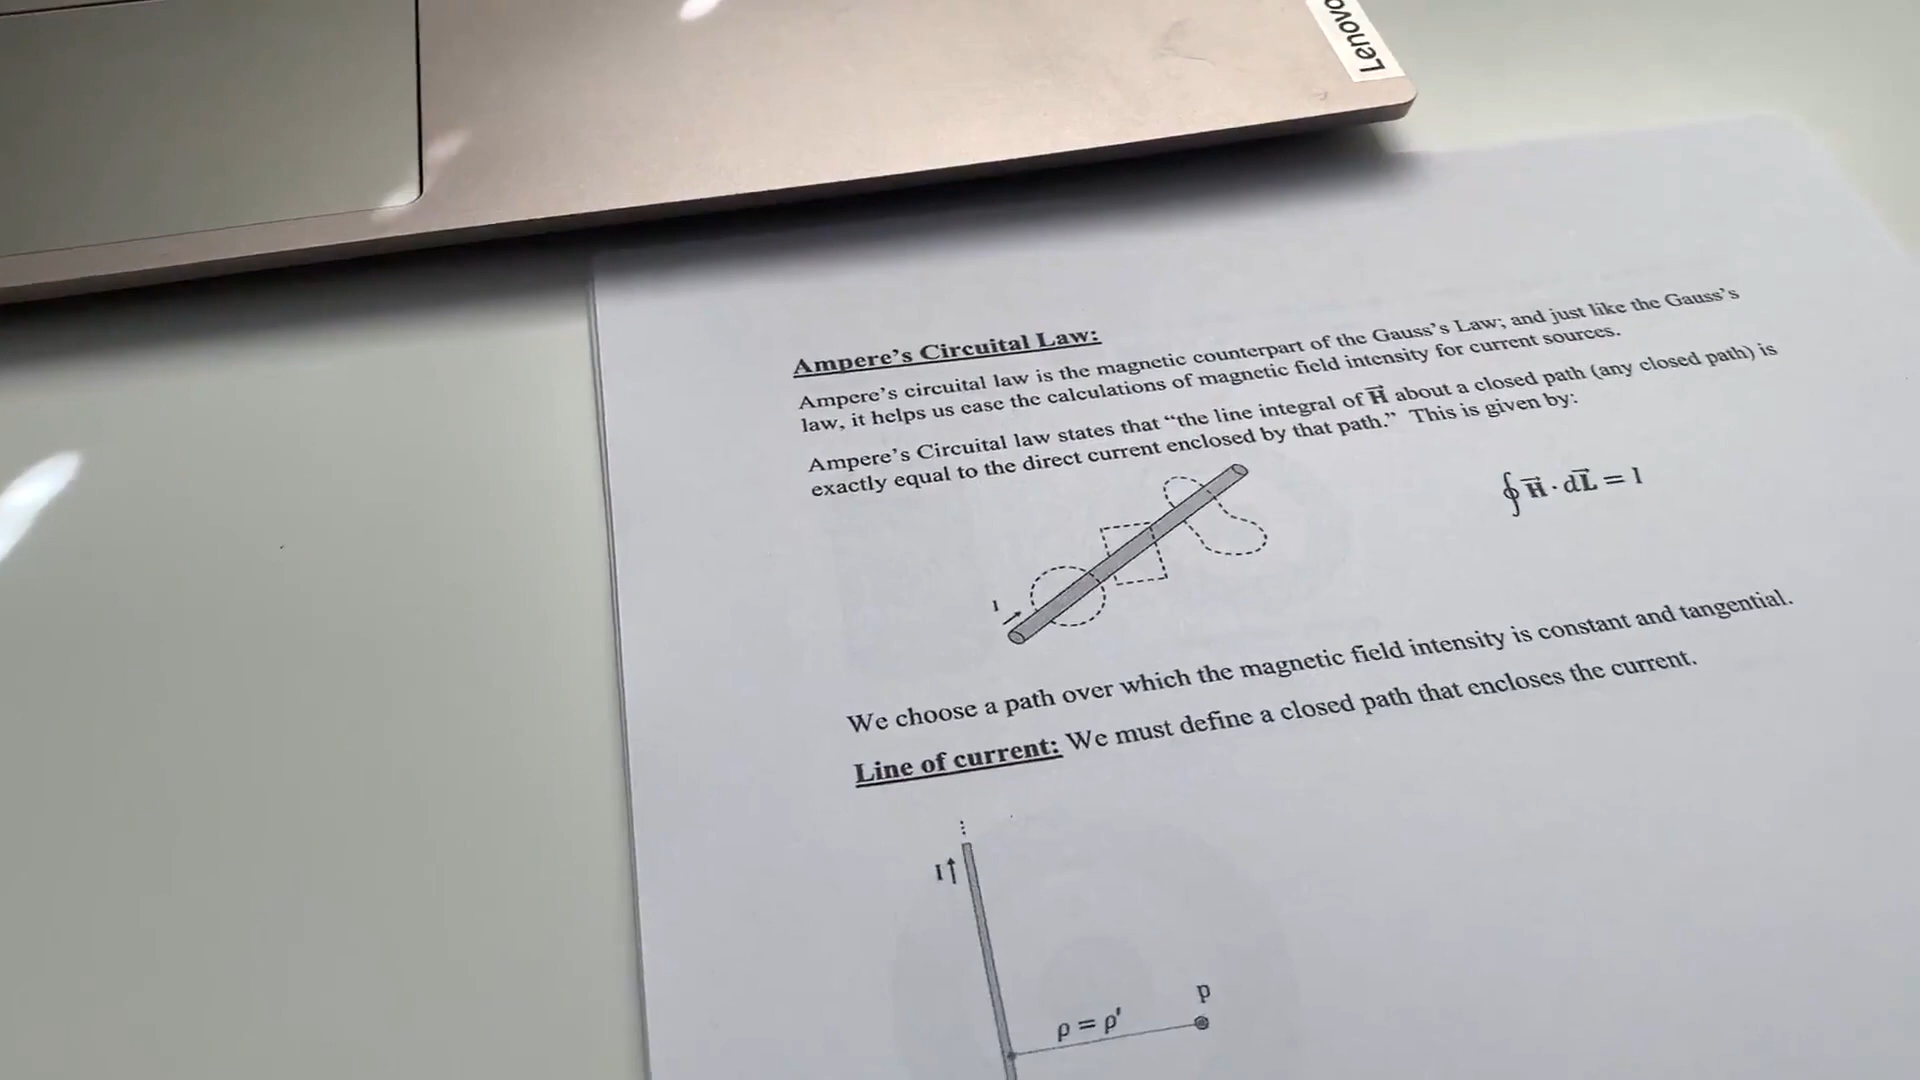 Lenovo
Ampere's Circuital Law:
Ampere's circuital law is the magnetic counterpart of the Gauss's Law; and just like the Gauss's
law, it helps us ease the calculations of magnetic field intensity for current sources.
Ampere's Circuital law states that “the line integral of H⃗ about a closed path (any closed path) is
exactly equal to the direct current enclosed by that path.” This is given by:
∮ H⃗ · dL⃗ = I
I
We choose a path over which the magnetic field intensity is constant and tangential.
Line of current: We must define a closed path that encloses the current.
I↑
p
ρ = ρ'